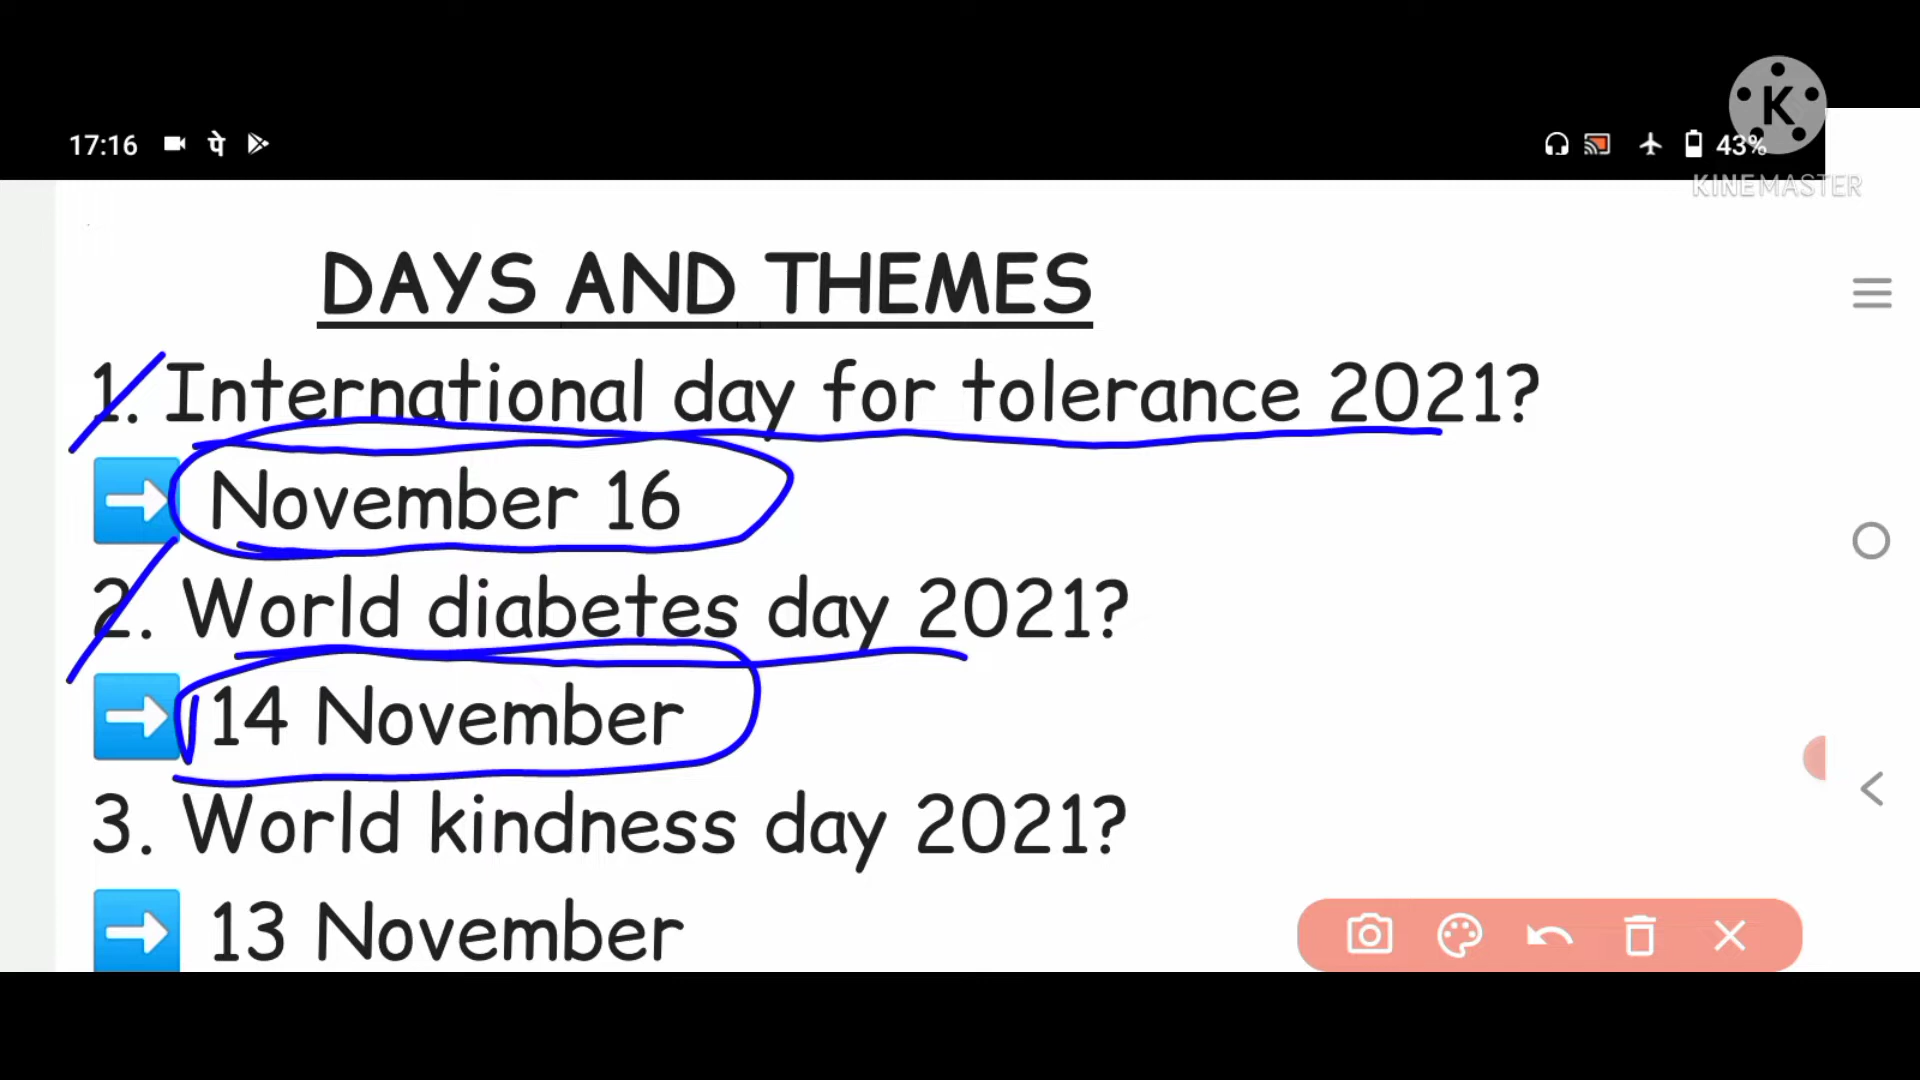 17:16 पे 43%
K
KINEMASTER
DAYS AND THEMES
1. International day for tolerance 2021?
November 16
2. World diabetes day 2021?
14 November
3. World kindness day 2021?
13 November